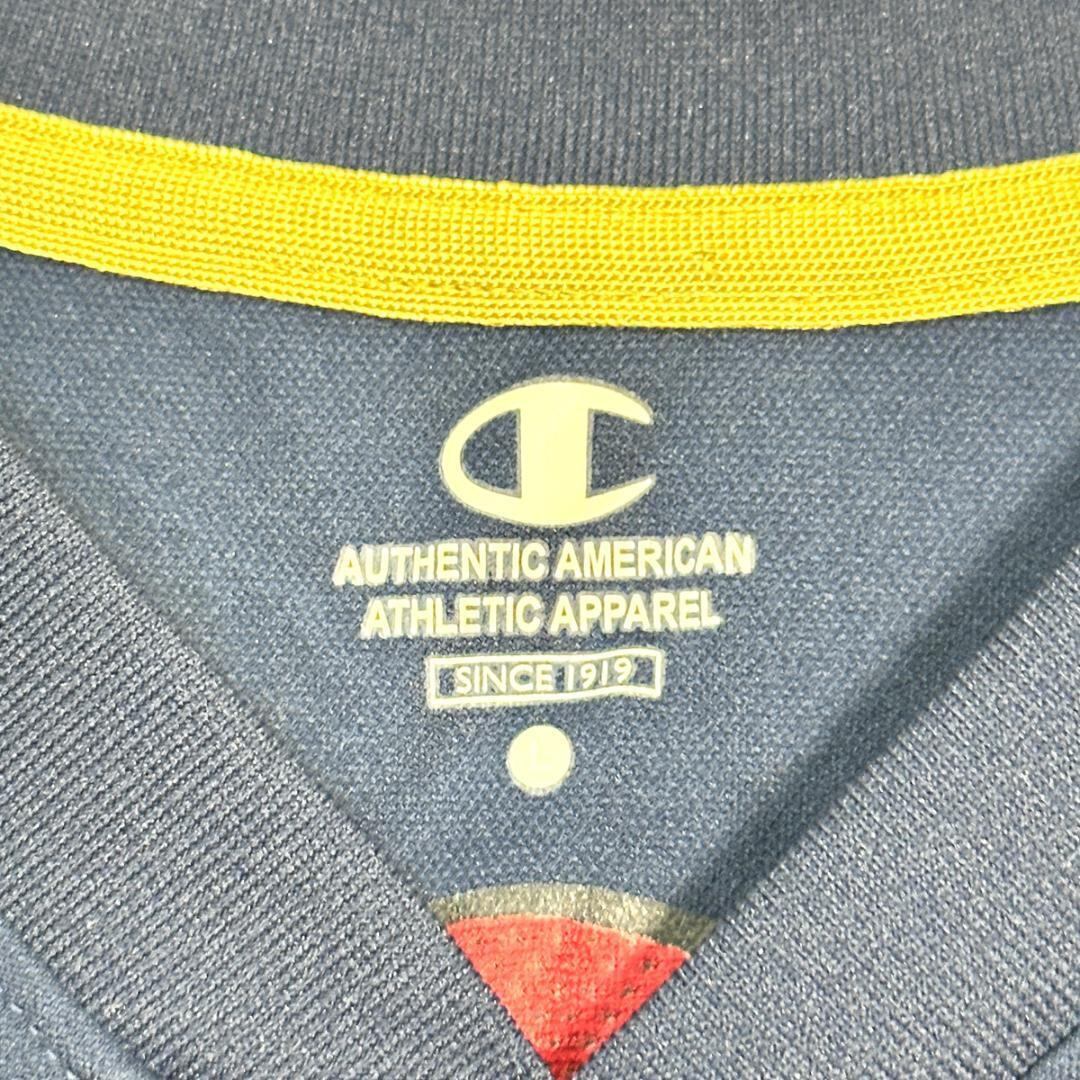 AUTHENTIC AMERICAN
ATHLETIC APPAREL
SINCE 1919
L